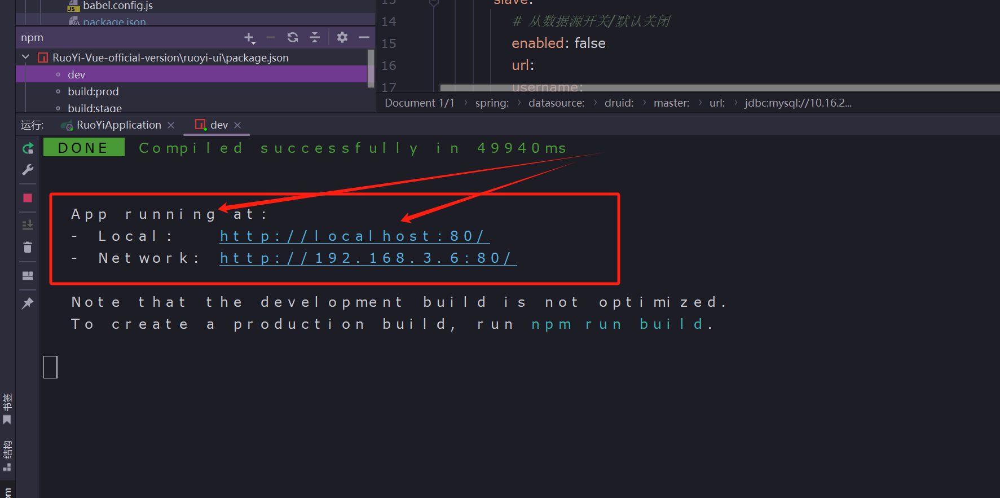 babel.config.js
package.json
npm
RuoYi-Vue-official-version\ruoyi-ui\package.json
dev
build:prod
build:stage
13
slave:
14
# 从数据源开关/默认关闭
15
enabled: false
16
url:
17
username:
Document 1/1 › spring: › datasource: › druid: › master: › url: › jdbc:mysql://10.16.2...
运行: RuoYiApplication × dev ×
DONE Compiled successfully in 49940ms
App running at:
- Local: http://localhost:80/
- Network: http://192.168.3.6:80/
Note that the development build is not optimized.
To create a production build, run npm run build.
书签
结构